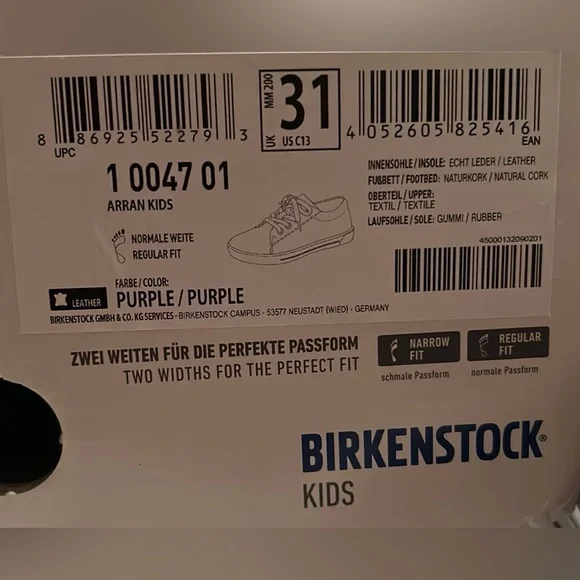 8 86925 52279 3
UPC
MM 200
31
UK
US C13
4 052605 825416
EAN
1 0047 01
ARRAN KIDS
NORMALE WEITE
REGULAR FIT
INNENSOHLE / INSOLE: ECHT LEDER / LEATHER
FUßBETT / FOOTBED: NATURKORK / NATURAL CORK
OBERTEIL / UPPER:
TEXTIL / TEXTILE
LAUFSOHLE / SOLE: GUMMI / RUBBER
45000132090201
FARBE / COLOR:
LEATHER
PURPLE / PURPLE
BIRKENSTOCK GMBH & CO. KG SERVICES - BIRKENSTOCK CAMPUS - 53577 NEUSTADT (WIED) - GERMANY
ZWEI WEITEN FÜR DIE PERFEKTE PASSFORM
TWO WIDTHS FOR THE PERFECT FIT
NARROW
FIT
schmale Passform
REGULAR
FIT
normale Passform
BIRKENSTOCK®
KIDS